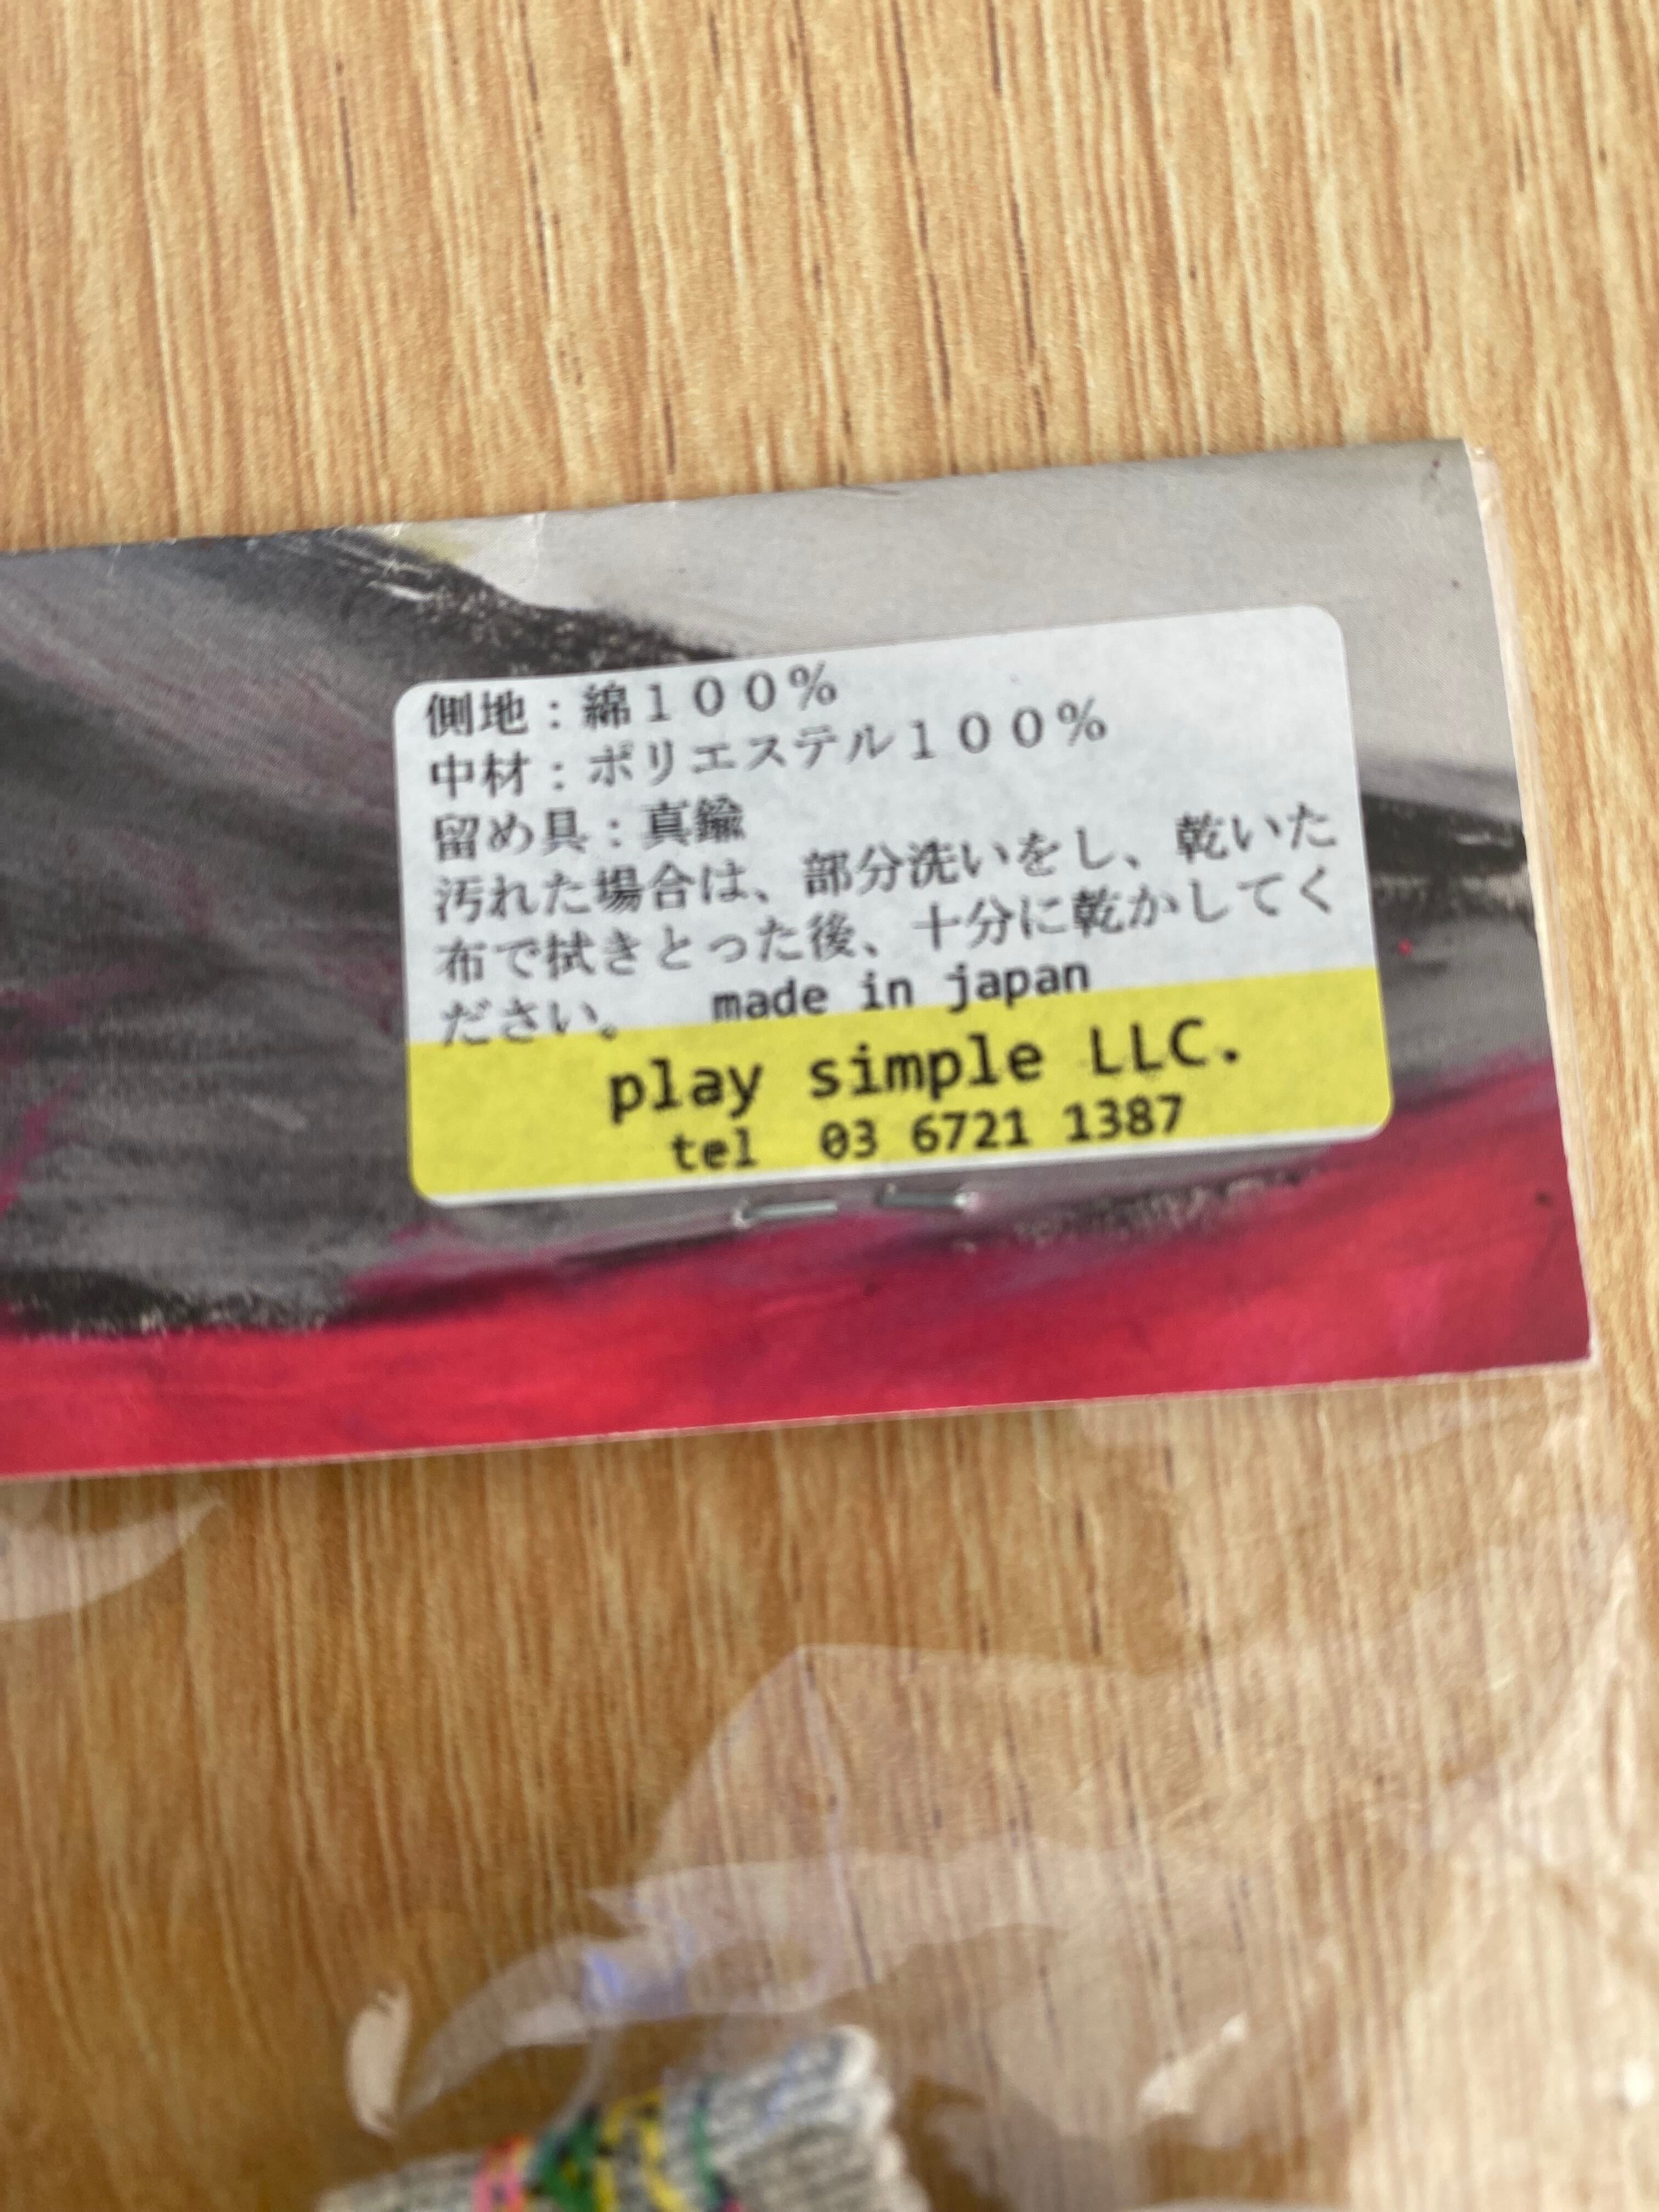 側地：綿１００％
中材：ポリエステル１００％
留め具：真鍮
汚れた場合は、部分洗いをし、乾いた
布で拭きとった後、十分に乾かしてく
ださい。 made in japan
play simple LLC.
tel 03 6721 1387